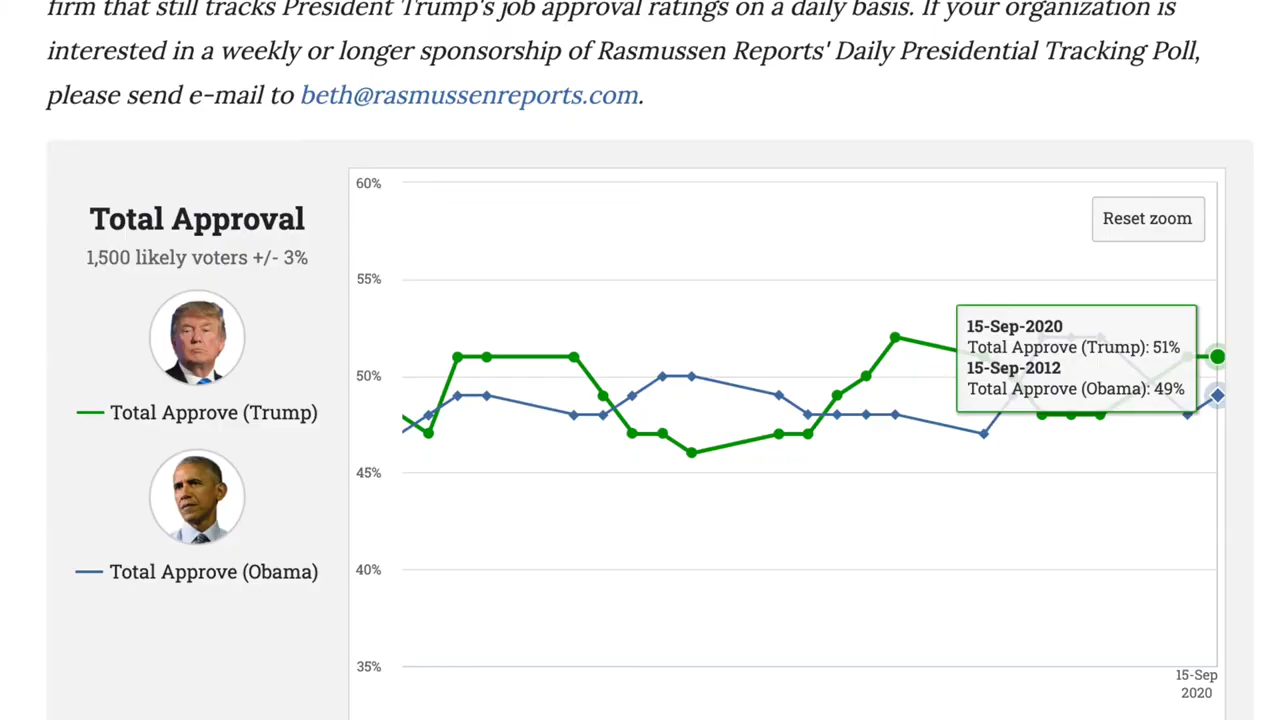 firm that still tracks President Trump's job approval ratings on a daily basis. If your organization is
interested in a weekly or longer sponsorship of Rasmussen Reports' Daily Presidential Tracking Poll,
please send e-mail to beth@rasmussenreports.com.
Total Approval
1,500 likely voters +/- 3%
Total Approve (Trump)
Total Approve (Obama)
60%
55%
50%
45%
40%
35%
Reset zoom
15-Sep-2020
Total Approve (Trump): 51%
15-Sep-2012
Total Approve (Obama): 49%
15-Sep
2020